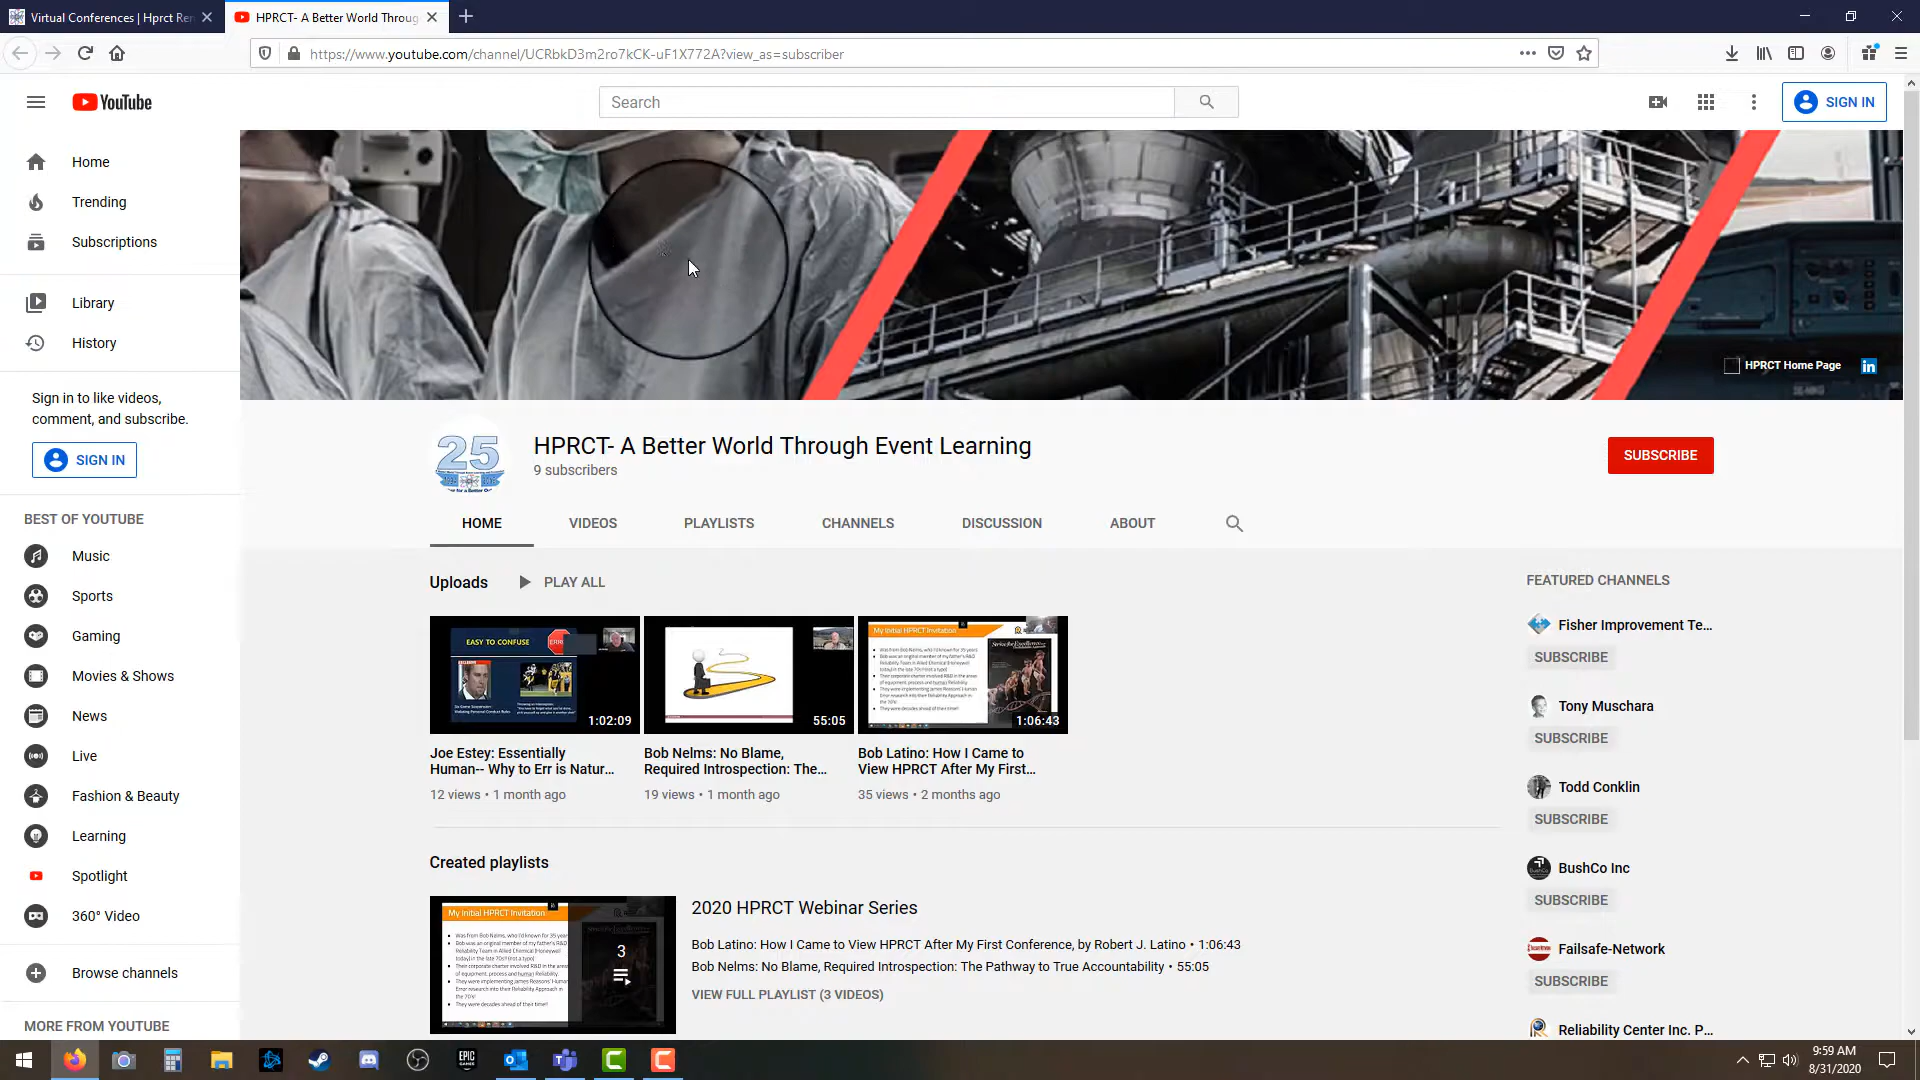 Virtual Conferences | Hprct Ren
HPRCT- A Better World Throug
https://www.youtube.com/channel/UCRbkD3m2ro7kCK-uF1X772A?view_as=subscriber
YouTube
Search
SIGN IN
Home
Trending
Subscriptions
Library
History
Sign in to like videos,
comment, and subscribe.
SIGN IN
BEST OF YOUTUBE
Music
Sports
Gaming
Movies & Shows
News
Live
Fashion & Beauty
Learning
Spotlight
360° Video
Browse channels
MORE FROM YOUTUBE
HPRCT Home Page
in
25
HPRCT- A Better World Through Event Learning
9 subscribers
SUBSCRIBE
HOME
VIDEOS
PLAYLISTS
CHANNELS
DISCUSSION
ABOUT
Uploads
PLAY ALL
EASY TO CONFUSE
1:02:09
Joe Estey: Essentially
Human-- Why to Err is Natur...
12 views • 1 month ago
55:05
Bob Nelms: No Blame,
Required Introspection: The...
19 views • 1 month ago
My Initial HPRCT Invitation
1:06:43
Bob Latino: How I Came to
View HPRCT After My First...
35 views • 2 months ago
Created playlists
My Initial HPRCT Invitation
3
2020 HPRCT Webinar Series
Bob Latino: How I Came to View HPRCT After My First Conference, by Robert J. Latino • 1:06:43
Bob Nelms: No Blame, Required Introspection: The Pathway to True Accountability • 55:05
VIEW FULL PLAYLIST (3 VIDEOS)
FEATURED CHANNELS
Fisher Improvement Te...
SUBSCRIBE
Tony Muschara
SUBSCRIBE
Todd Conklin
SUBSCRIBE
BushCo Inc
SUBSCRIBE
Failsafe-Network
SUBSCRIBE
Reliability Center Inc. P...
EPIC
GAMES
9:59 AM
8/31/2020